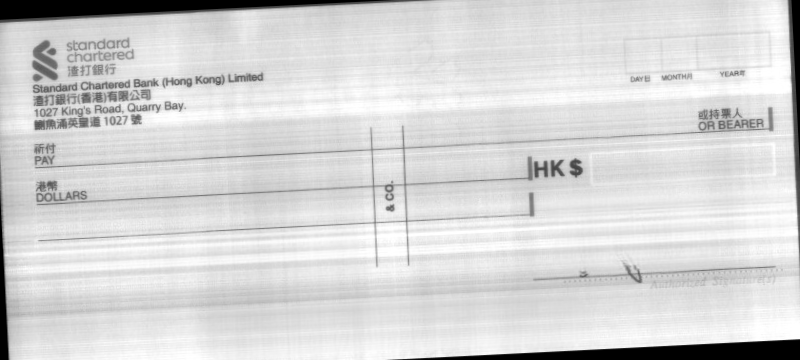 standard
chartered
渣打銀行
Standard Chartered Bank (Hong Kong) Limited
渣打銀行(香港)有限公司
1027 King's Road, Quarry Bay.
鰂魚涌英皇道 1027 號
DAY日 MONTH月 YEAR年
祈付
PAY
或持票人
OR BEARER
港幣
DOLLARS
HK $
& CO.
Authorized Signature(s)